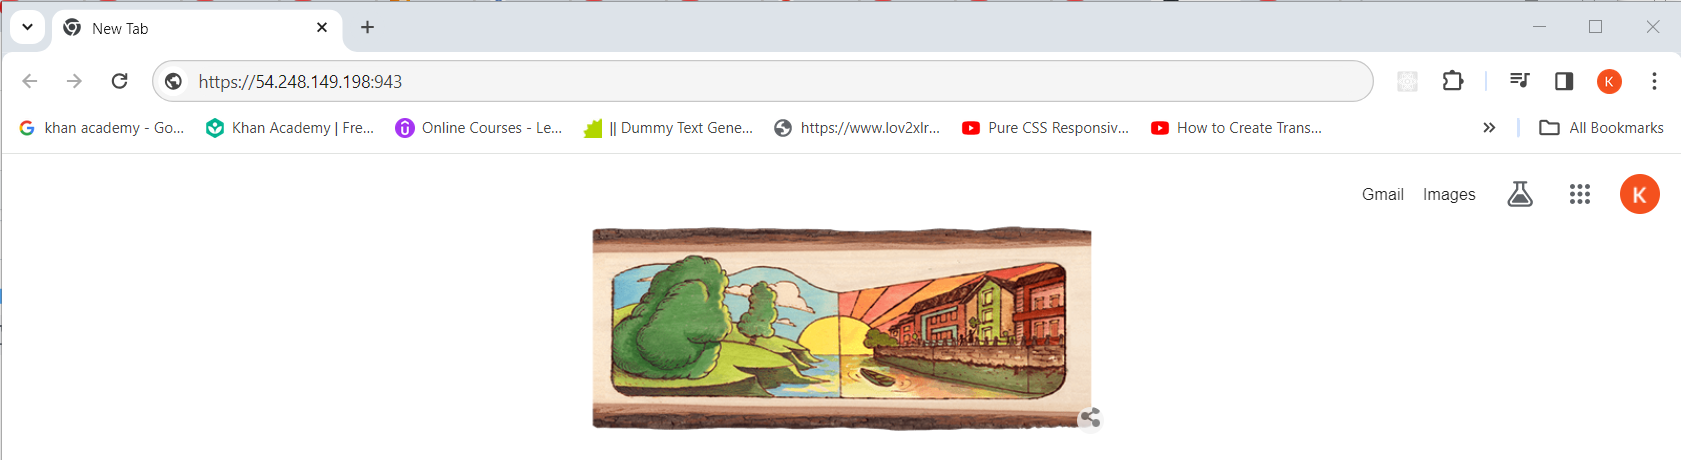 New Tab
https://54.248.149.198:943
K
khan academy - Go... Khan Academy | Fre... Online Courses - Le... || Dummy Text Gene... https://www.lov2xlr... Pure CSS Responsiv... How to Create Trans... All Bookmarks
Gmail Images K